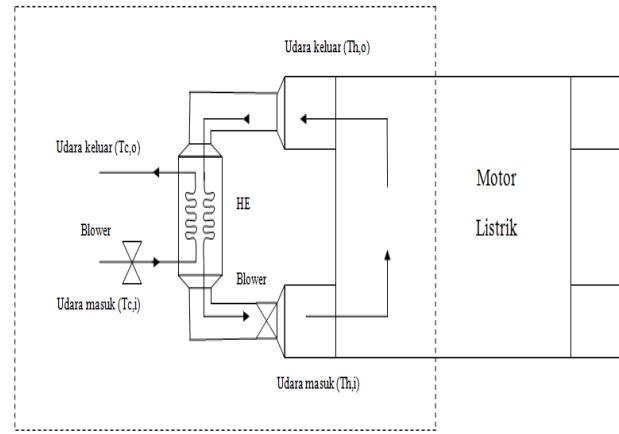 Udara keluar (Th,o)
Udara keluar (Tc,o)
Motor
Listrik
HE
Blower
Blower
Udara masuk (Tc,i)
Udara masuk (Th,i)